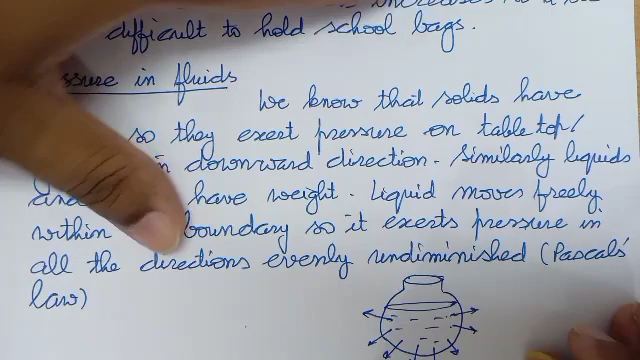 difficult to hold school bags.
ssure in fluids
We know that solids have
so they exert pressure on table top/
in downward direction. Similarly liquids
have weight. Liquid moves freely
within boundary so it exerts pressure in
all the directions evenly undiminished (Pascals'
law)